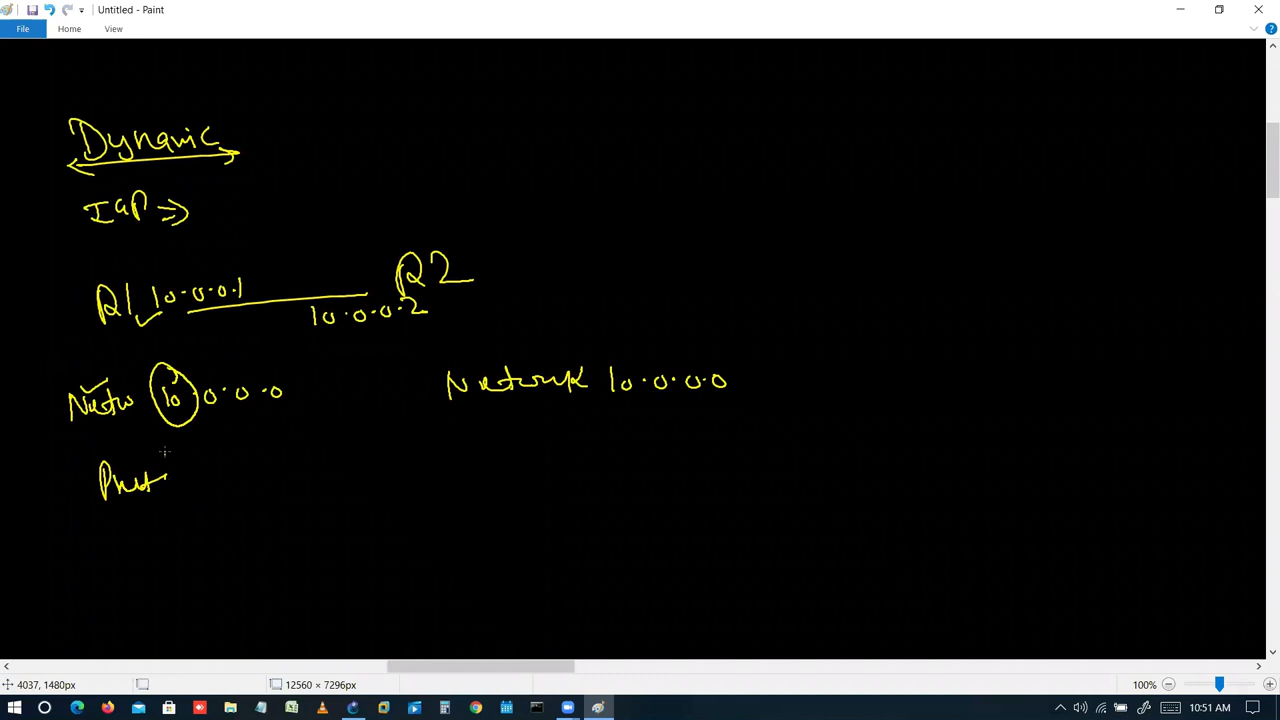 Untitled - Paint
File Home View
Dynamic
IGP ⇒
R1 10.0.0.1
R2
10.0.0.2
Netw 10.0.0.0
Network 10.0.0.0
4037, 1480px
12560 × 7296px
100%
10:51 AM